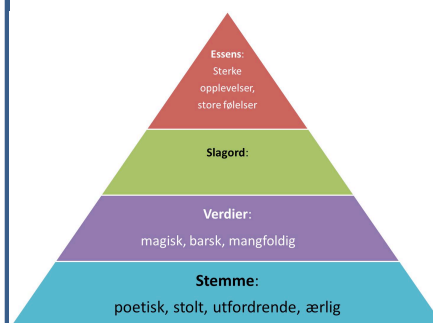 Essens:
Sterke
opplevelser,
store følelser
Slagord:
Verdier:
magisk, barsk, mangfoldig
Stemme:
poetisk, stolt, utfordrende, ærlig